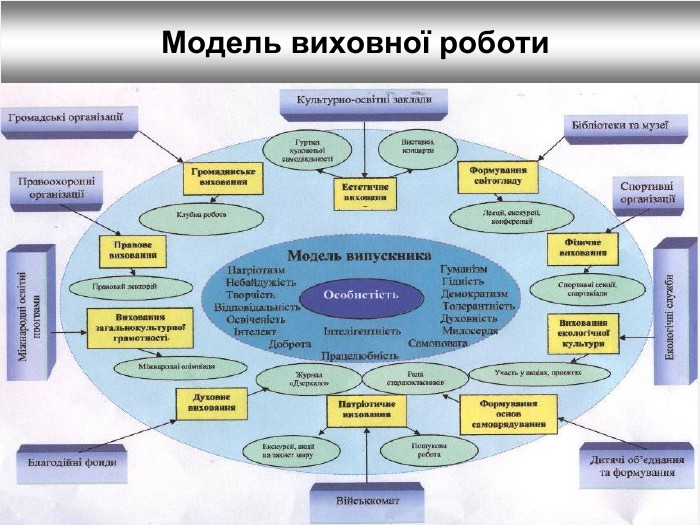 Модель виховної роботи
Культурно-освітні заклади
Громадські організації
Бібліотеки та музеї
Гуртки
художньої
самодіяльності
Виставки,
концерти
Громадянське
виховання
Естетичне
виховани
Формування
світогляду
Правоохоронні
організації
Спортивні
організації
Клубна робота
Лекції, екскурсії,
конференції
Правове
виховання
Фізичне
виховання
Модель випускника
Правовий лекторій
Спортивні секції,
спартакіади
Патріотизм
Небайдужість
Творчість
Відповідальність
Освіченість
Інтелект
Доброта
Особистість
Гуманізм
Гідність
Демократизм
Толерантність
Духовність
Милосердя
Самоповага
Інтелігентність
Працелюбність
Міжнародні освітні
програми
Екологічні служби
Виховання
загальнокультурної
грамотності
Виховання
екологічної
культури
Міжнародні олімпіади
Журнал
«Дзеркало»
Рада
старшокласників
Участь у акціях, проектах
Духовне
виховання
Патріотичне
виховання
Формування
основ
самоврядування
Екскурсії, акції
на захист миру
Пошукова
робота
Благодійні фонди
Дитячі об’єднання
та формування
Військкомат